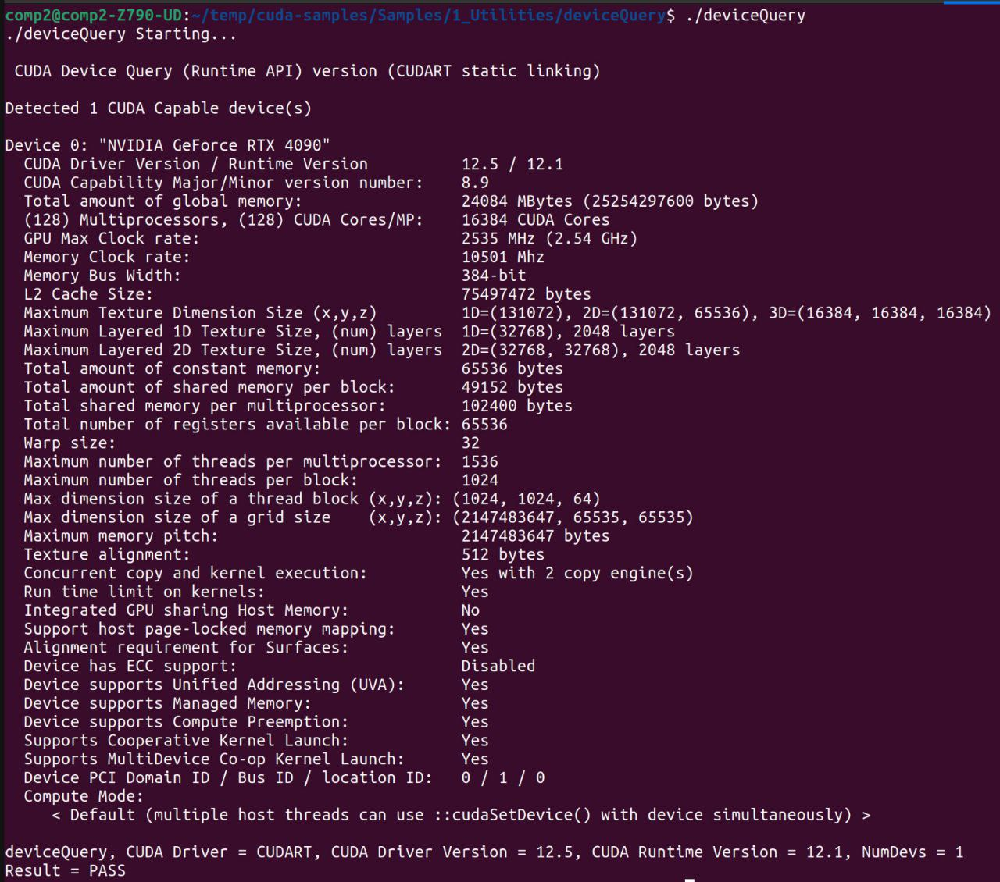 comp2@comp2-Z790-UD:~/temp/cuda-samples/Samples/1_Utilities/deviceQuery$ ./deviceQuery
./deviceQuery Starting...

 CUDA Device Query (Runtime API) version (CUDART static linking)

Detected 1 CUDA Capable device(s)

Device 0: "NVIDIA GeForce RTX 4090"
  CUDA Driver Version / Runtime Version          12.5 / 12.1
  CUDA Capability Major/Minor version number:    8.9
  Total amount of global memory:                 24084 MBytes (25254297600 bytes)
  (128) Multiprocessors, (128) CUDA Cores/MP:    16384 CUDA Cores
  GPU Max Clock rate:                            2535 MHz (2.54 GHz)
  Memory Clock rate:                             10501 Mhz
  Memory Bus Width:                              384-bit
  L2 Cache Size:                                 75497472 bytes
  Maximum Texture Dimension Size (x,y,z)         1D=(131072), 2D=(131072, 65536), 3D=(16384, 16384, 16384)
  Maximum Layered 1D Texture Size, (num) layers  1D=(32768), 2048 layers
  Maximum Layered 2D Texture Size, (num) layers  2D=(32768, 32768), 2048 layers
  Total amount of constant memory:               65536 bytes
  Total amount of shared memory per block:       49152 bytes
  Total shared memory per multiprocessor:        102400 bytes
  Total number of registers available per block: 65536
  Warp size:                                     32
  Maximum number of threads per multiprocessor:  1536
  Maximum number of threads per block:           1024
  Max dimension size of a thread block (x,y,z): (1024, 1024, 64)
  Max dimension size of a grid size    (x,y,z): (2147483647, 65535, 65535)
  Maximum memory pitch:                          2147483647 bytes
  Texture alignment:                             512 bytes
  Concurrent copy and kernel execution:          Yes with 2 copy engine(s)
  Run time limit on kernels:                     Yes
  Integrated GPU sharing Host Memory:            No
  Support host page-locked memory mapping:       Yes
  Alignment requirement for Surfaces:            Yes
  Device has ECC support:                        Disabled
  Device supports Unified Addressing (UVA):      Yes
  Device supports Managed Memory:                Yes
  Device supports Compute Preemption:            Yes
  Supports Cooperative Kernel Launch:            Yes
  Supports MultiDevice Co-op Kernel Launch:      Yes
  Device PCI Domain ID / Bus ID / location ID:   0 / 1 / 0
  Compute Mode:
     < Default (multiple host threads can use ::cudaSetDevice() with device simultaneously) >

deviceQuery, CUDA Driver = CUDART, CUDA Driver Version = 12.5, CUDA Runtime Version = 12.1, NumDevs = 1
Result = PASS